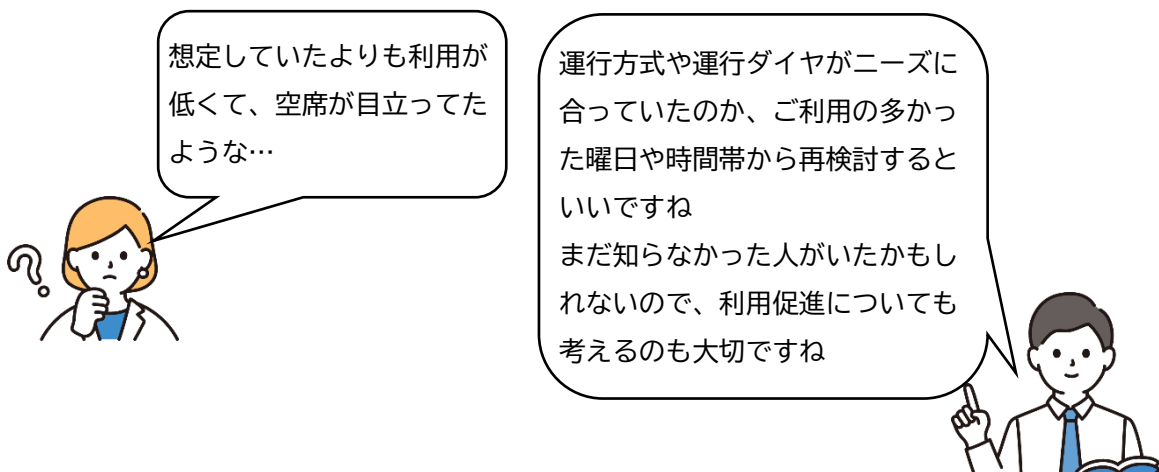 想定していたよりも利用が
低くて、空席が目立ってた
ような…
運行方式や運行ダイヤがニーズに
合っていたのか、ご利用の多かっ
た曜日や時間帯から再検討すると
いいですね
まだ知らなかった人がいたかもし
れないので、利用促進についても
考えるのも大切ですね